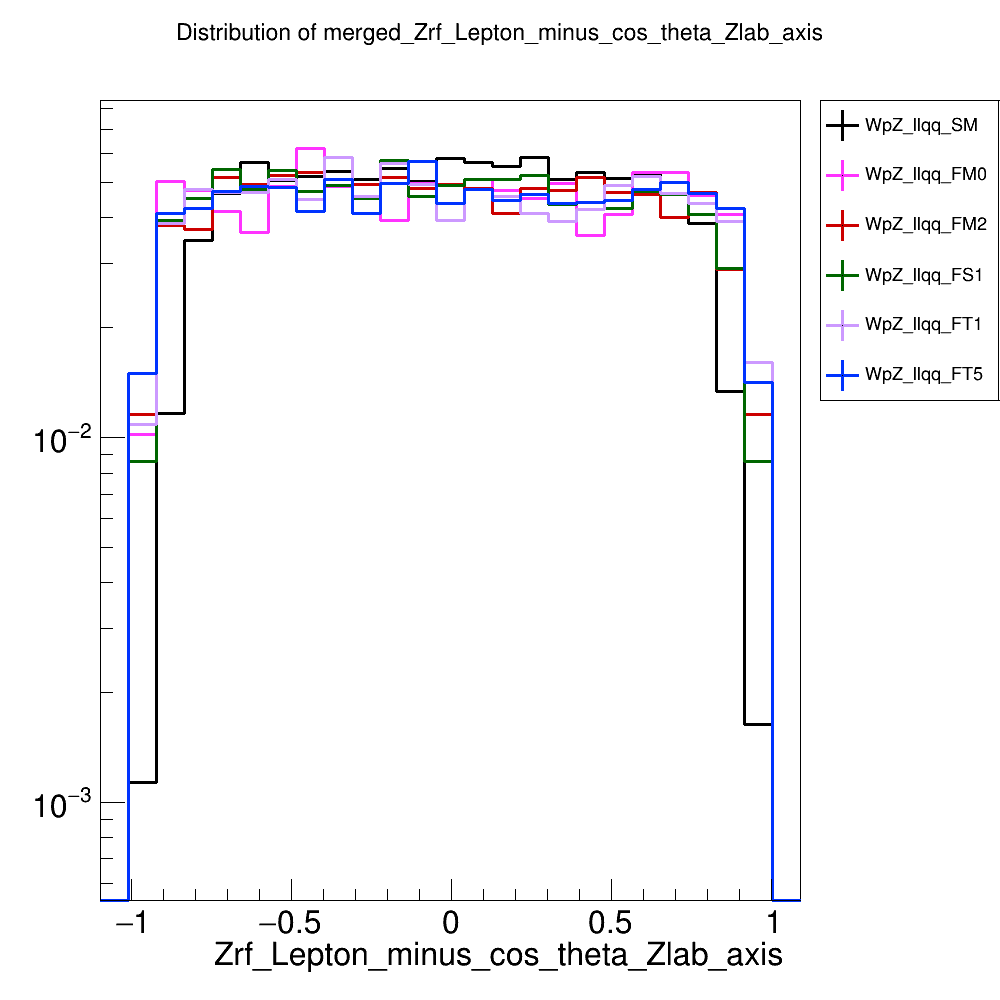 Distribution of merged_Zrf_Lepton_minus_cos_theta_Zlab_axis
WpZ_llqq_SM
WpZ_llqq_FM0
WpZ_llqq_FM2
WpZ_llqq_FS1
WpZ_llqq_FT1
WpZ_llqq_FT5
10⁻²
10⁻³
−1 −0.5 0 0.5 1
Zrf_Lepton_minus_cos_theta_Zlab_axis